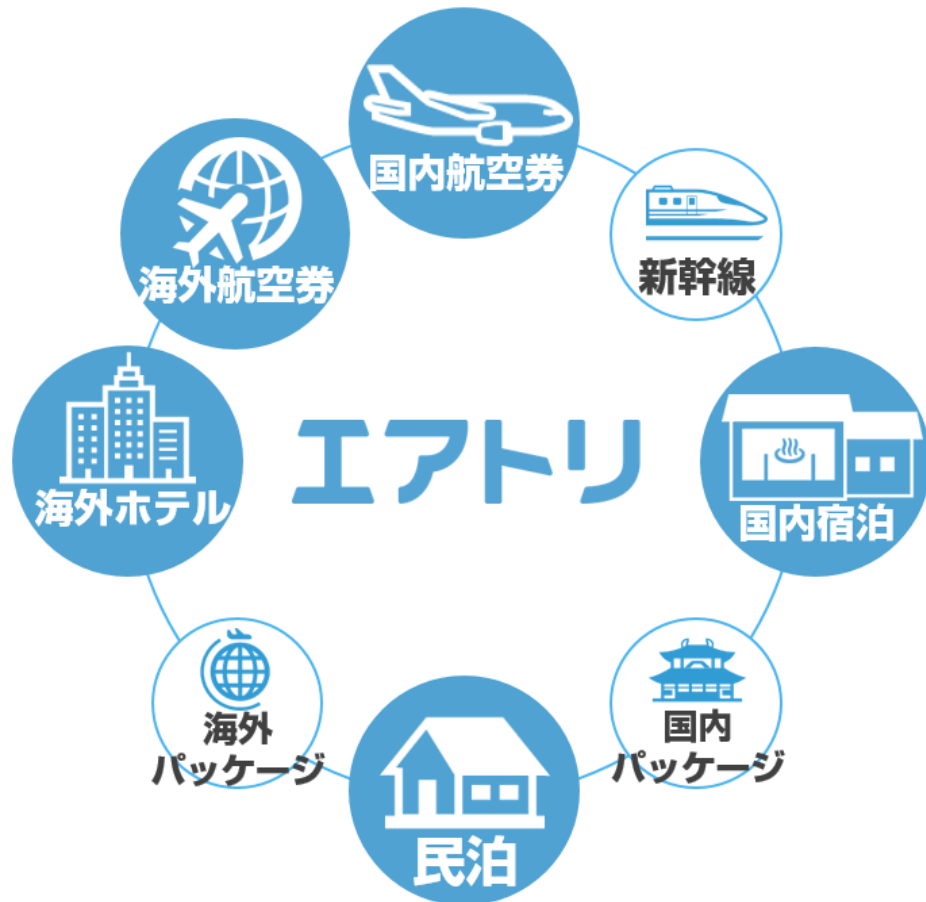 国内航空券
海外航空券
新幹線
エアトリ
海外ホテル
国内宿泊
海外
パッケージ
国内
パッケージ
民泊